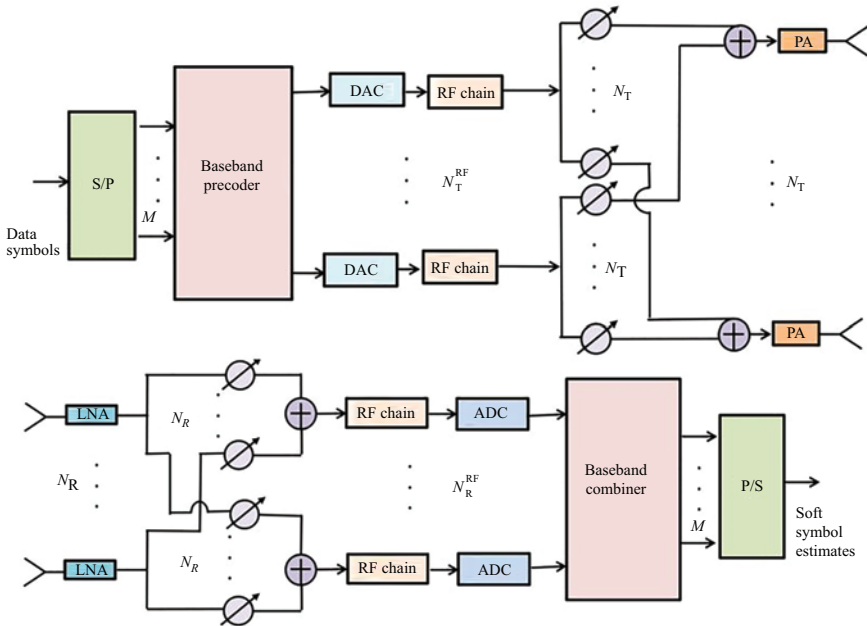 DAC
RF chain
N_T
PA
Baseband
precoder
S/P
M
N_T^RF
N_T
Data
symbols
DAC
RF chain
N_T
PA
LNA
N_R
RF chain
ADC
N_R
N_R^RF
Baseband
combiner
M
P/S
Soft
symbol
estimates
LNA
N_R
RF chain
ADC